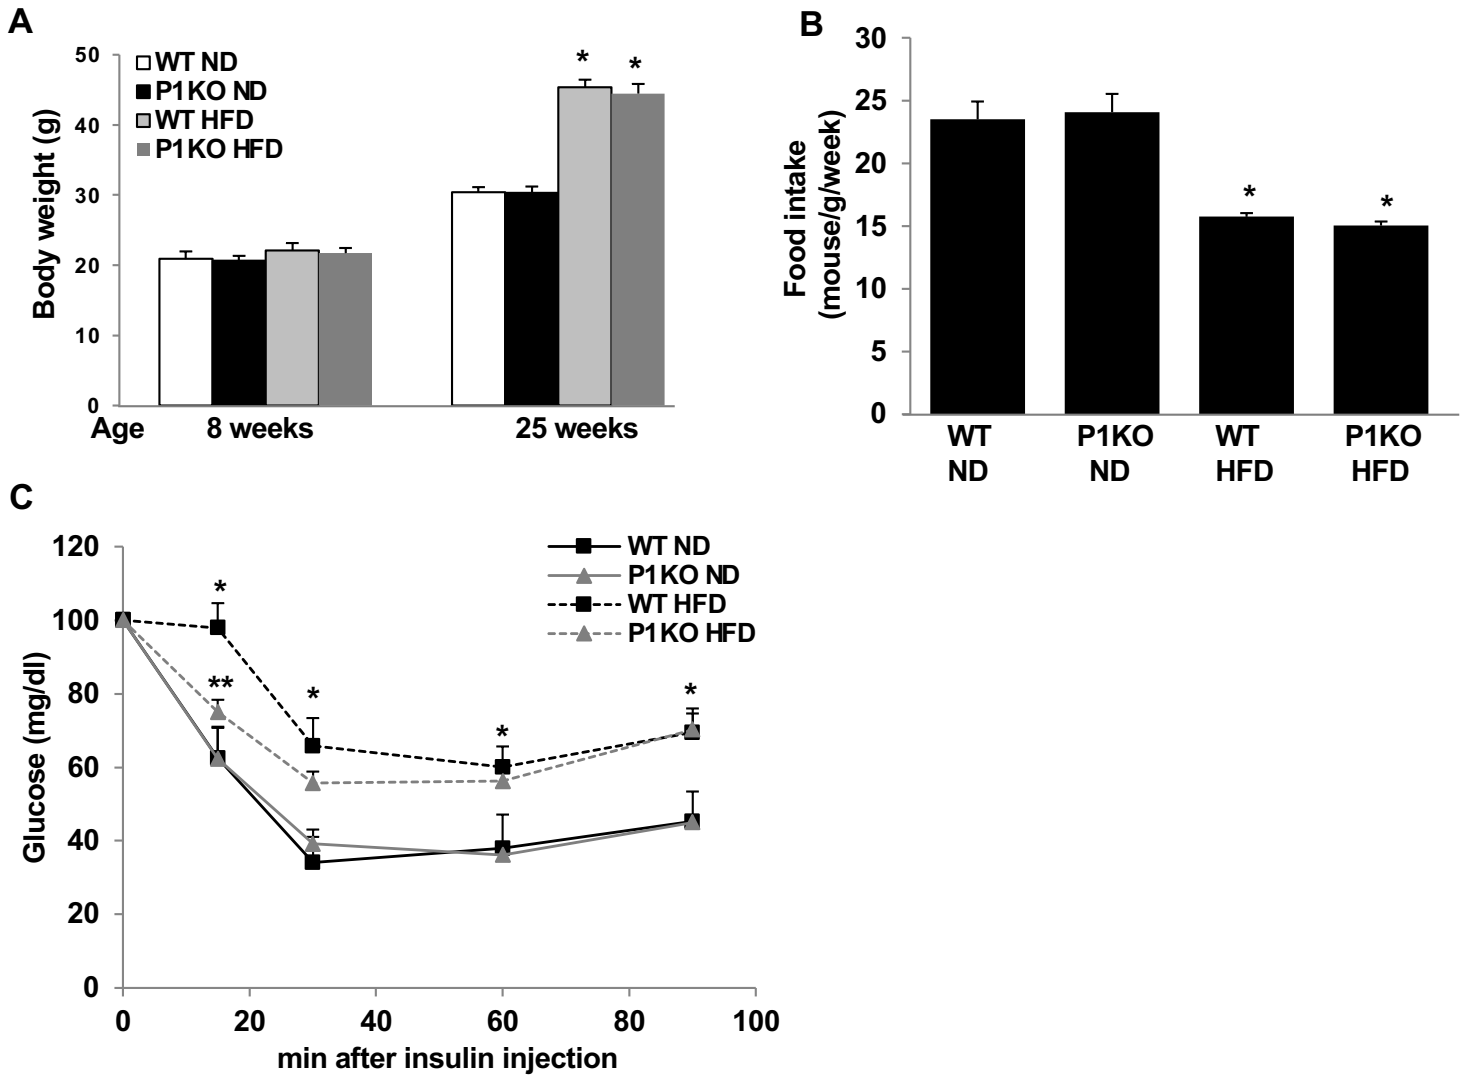 A
50
40
30
20
10
0
Body weight (g)
WT ND
P1KO ND
WT HFD
P1KO HFD
*
*
Age
8 weeks
25 weeks
B
30
25
20
15
10
5
0
Food intake
(mouse/g/week)
*
*
WT
ND
P1KO
ND
WT
HFD
P1KO
HFD
C
120
100
80
60
40
20
0
Glucose (mg/dl)
WT ND
P1KO ND
WT HFD
P1KO HFD
*
**
*
*
*
0
20
40
60
80
100
min after insulin injection